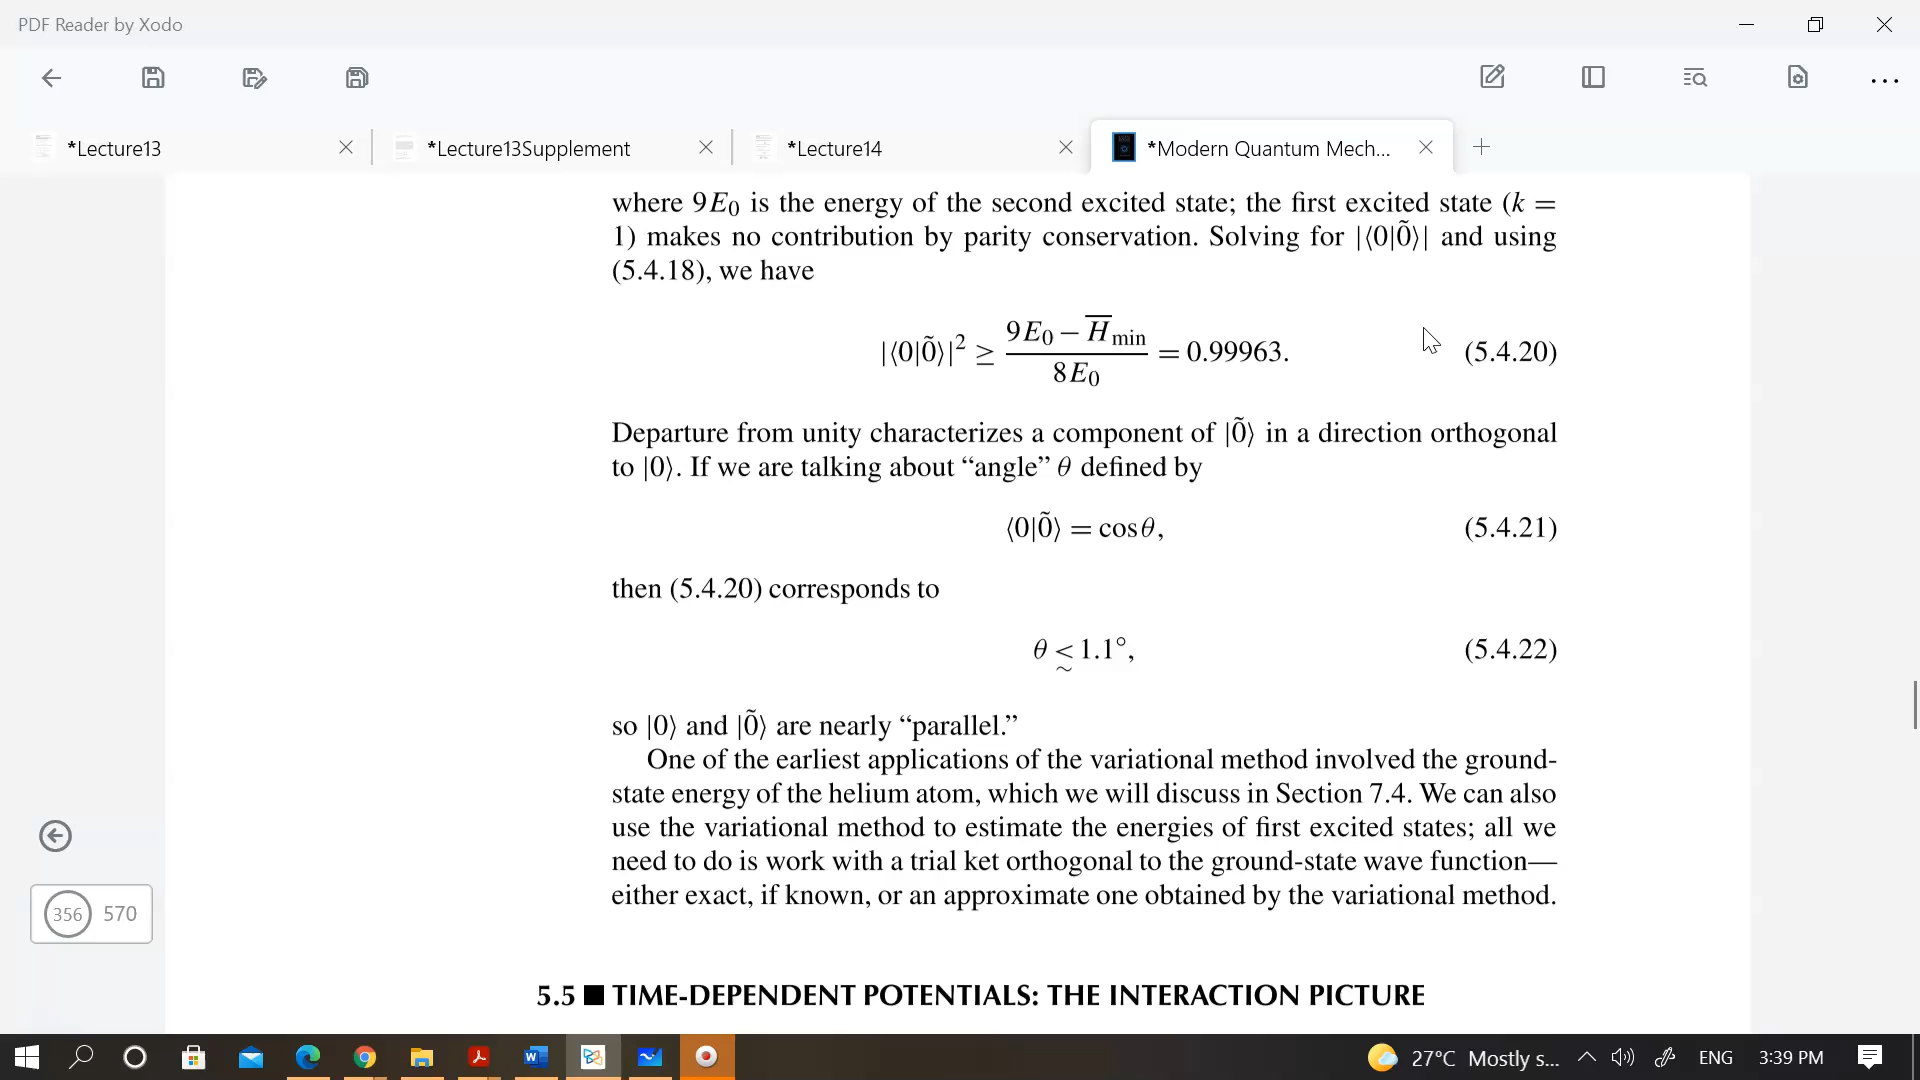 PDF Reader by Xodo
*Lecture13
*Lecture13Supplement
*Lecture14
*Modern Quantum Mech...
where 9E₀ is the energy of the second excited state; the first excited state (k =
1) makes no contribution by parity conservation. Solving for |⟨0|0̃⟩| and using
(5.4.18), we have
|⟨0|0̃⟩|² ≥ (9E₀ − H̅min)/(8E₀) = 0.99963. (5.4.20)
Departure from unity characterizes a component of |0̃⟩ in a direction orthogonal
to |0⟩. If we are talking about “angle” θ defined by
⟨0|0̃⟩ = cosθ, (5.4.21)
then (5.4.20) corresponds to
θ ≲ 1.1°, (5.4.22)
so |0⟩ and |0̃⟩ are nearly “parallel.”
One of the earliest applications of the variational method involved the ground-
state energy of the helium atom, which we will discuss in Section 7.4. We can also
use the variational method to estimate the energies of first excited states; all we
need to do is work with a trial ket orthogonal to the ground-state wave function—
either exact, if known, or an approximate one obtained by the variational method.
356 570
5.5 ■ TIME-DEPENDENT POTENTIALS: THE INTERACTION PICTURE
27°C Mostly s... ENG 3:39 PM